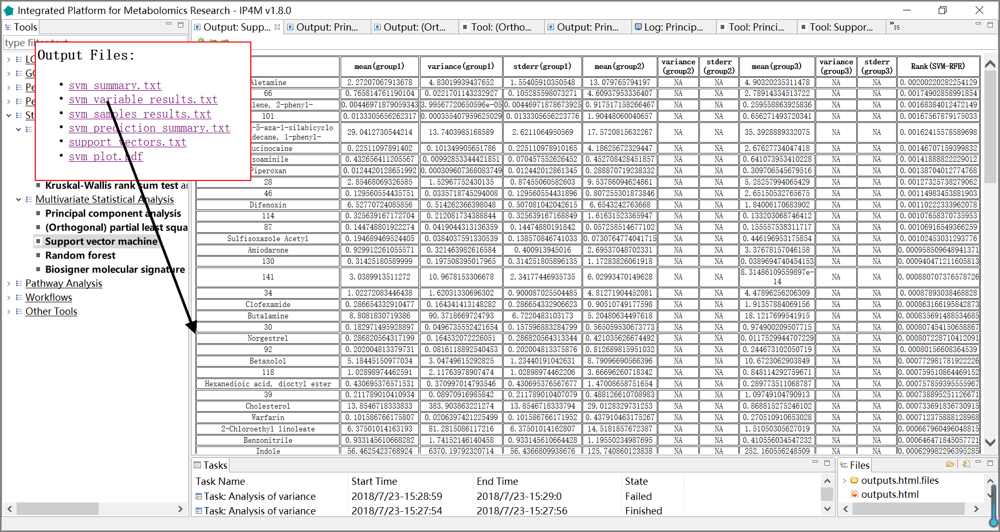 Integrated Platform for Metabolomics Research - IP4M v1.8.0
Tools
Output: Supp...
Output: Prin...
Output: (Ort...
Tool: (Ortho...
Output: Prin...
Log: Princip...
Tool: Princi...
Tool: Suppor...
35
type
Output Files:
svm_summary.txt
svm_variable_results.txt
svm_samples_results.txt
svm_prediction_summary.txt
support_vectors.txt
svm_plot.pdf
LC
GC
Pe
Pe
St
Kruskal-Wallis rank sum test
Multivariate Statistical Analysis
Principal component analysis
(Orthogonal) partial least squa
Support vector machine
Random forest
Biosigner molecular signature
Pathway Analysis
Workflows
Other Tools
mean(group1) variance(group1) stderr(group1) mean(group2) variance(group2) stderr(group2) mean(group3) variance(group3) stderr(group3) Rank(SVM-RFE)
Aletamine 2.27207067913678 4.83019939437652 1.55405910350548 13.079765794197 NA NA 4.90320235311478 NA NA 0.00200220282254129
66 0.765814761190104 0.0221701143232927 0.105285598073271 4.60937953336407 NA NA 2.78914334513722 NA NA 0.00174902858991854
lene, 2-phenyl- 0.00446971879059343 3.99567720650596e-05 0.00446971878673925 0.917517158266467 NA NA 0.259558863925836 NA NA 0.00168384012472149
101 0.0133305656262317 0.000355407959625029 0.0133305656223776 1.90448060040657 NA NA 0.656271493720341 NA NA 0.00167567879175033
-5-aza-1-silabicyclo
decane, 1-phenyl- 29.0412730544214 13.7403985168589 2.6211064950569 17.5720815632267 NA NA 35.3928889332075 NA NA 0.00162415578589698
ucinocaine 0.22511097891402 0.101349905651786 0.225110978910165 4.18625672329447 NA NA 2.67627734047418 NA NA 0.00146707159399832
soaminile 0.432656411205567 0.00992853344421851 0.070457552626452 0.452708428451857 NA NA 0.641073953410228 NA NA 0.00141888822229012
Piperoxan 0.0124420128651992 0.000309607368083749 0.012442012861345 0.288870719238332 NA NA 0.309706545679516 NA NA 0.00138704012774768
28 2.85468069326585 1.52967752430135 0.87455060582603 9.53786094624861 NA NA 5.25257994065429 NA NA 0.00127325738279062
46 0.129560554435751 0.0335718745294008 0.129560554431896 0.807255301873846 NA NA 2.65150532765675 NA NA 0.00114983453881903
Difenoxin 6.52770724085856 0.514262366398048 0.507081042042615 6.6543242763668 NA NA 1.84006170683902 NA NA 0.00110222333962078
114 0.325639167172704 0.212081734388844 0.325639167168849 1.61631523365947 NA NA 0.133203068746412 NA NA 0.00107658370735953
87 0.144748801922274 0.0419044313136359 0.14474880191842 0.057258514677102 NA NA 0.155557538311717 NA NA 0.00106916549366259
Sulfisoxazole Acetyl 0.194689469524405 0.0384037591330539 0.138570846741033 0.0730764774041715 NA NA 0.446196953175854 NA NA 0.00102453031293776
Amiodarone 0.929912261055571 0.321463982616584 0.400913945016 2.69537048702331 NA NA 3.37678157046158 NA NA 0.000958509648941371
130 0.31425180589999 0.197508395017965 0.314251805896135 1.17283826061918 NA NA 0.0389694740454153 NA NA 0.000940471211605813
141 3.0389913511272 10.9678153306678 2.34177446935735 6.02993470149628 NA NA 8.31486109559897e-14 NA NA 0.000880707376578726
34 1.02272083446438 1.62031330696302 0.900087025504485 4.81271904452081 NA NA 4.47896256206309 NA NA 0.00087893038468828
Clofexamide 0.286654332910477 0.164341413148282 0.286654332906623 0.90510749177598 NA NA 1.91357884069156 NA NA 0.000863166195842873
Butalamine 8.8081830719386 90.3718669724793 6.7220483103173 5.20480634497618 NA NA 18.1217699541915 NA NA 0.000835691488534685
30 0.182971495928897 0.0496735552421654 0.157596883284799 0.565059530673773 NA NA 0.974900209507715 NA NA 0.000807454150658867
Norgestrel 0.286820564317199 0.164532072226051 0.286820564313344 0.421035626674492 NA NA 0.0117529944707229 NA NA 0.000807228710412091
92 0.202004813379731 0.0816118892540453 0.202004813375876 0.812689815951032 NA NA 0.244673102050719 NA NA 0.00080156608364539
Betaxolol 5.18445150977034 3.04749615292825 1.23440191042631 8.79096690566396 NA NA 10.6723062903849 NA NA 0.000772981781922226
118 1.02898974462591 2.11763978907474 1.02898974462206 3.66696260718342 NA NA 0.848114292759671 NA NA 0.000759510864469152
Hexanedioic acid, dioctyl ester 0.430695376571531 0.370997014793546 0.430695376567677 1.47008658751654 NA NA 0.289773511068787 NA NA 0.000757859395555967
39 0.211789010410934 0.08970916985842 0.211789010407079 0.488126610708983 NA NA 1.09749104790913 NA NA 0.000738895251126671
Cholesterol 13.8546718333833 383.903863221274 13.8546718333794 29.0128329731253 NA NA 0.868815275246102 NA NA 0.000733691836730915
Warfarin 0.101586766175807 0.0206397421225499 0.101586766171952 0.437910463175267 NA NA 0.270510910653028 NA NA 0.000712375888128988
2-Chloroethyl linoleate 6.37501014163193 81.2815086117216 6.37501014162807 14.5181857672387 NA NA 1.51050305627019 NA NA 0.000667960496048815
Benzonitrile 0.933145610668282 1.74152146140458 0.933145610664428 1.19550234987695 NA NA 0.410556034547232 NA NA 0.000646471845057721
Indole 56.4625423768924 6370.19792320714 56.4366809938676 125.740860123838 NA NA 252.160556248509 NA NA 0.000629982296395285
Tasks
Task Name Start Time End Time State
Task: Analysis of variance 2018/7/23-15:28:59 2018/7/23-15:29:0 Failed
Task: Analysis of variance 2018/7/23-15:27:54 2018/7/23-15:27:56 Finished
Files
outputs.html.files
outputs.html